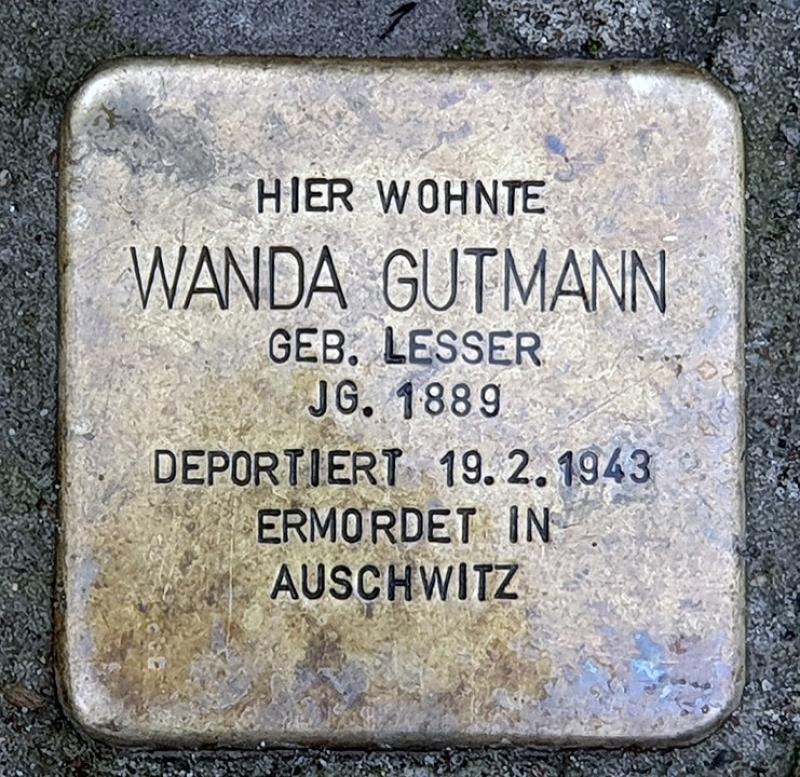 HIER WOHNTE
WANDA GUTMANN
GEB. LESSER
JG. 1889
DEPORTIERT 19.2.1943
ERMORDET IN
AUSCHWITZ